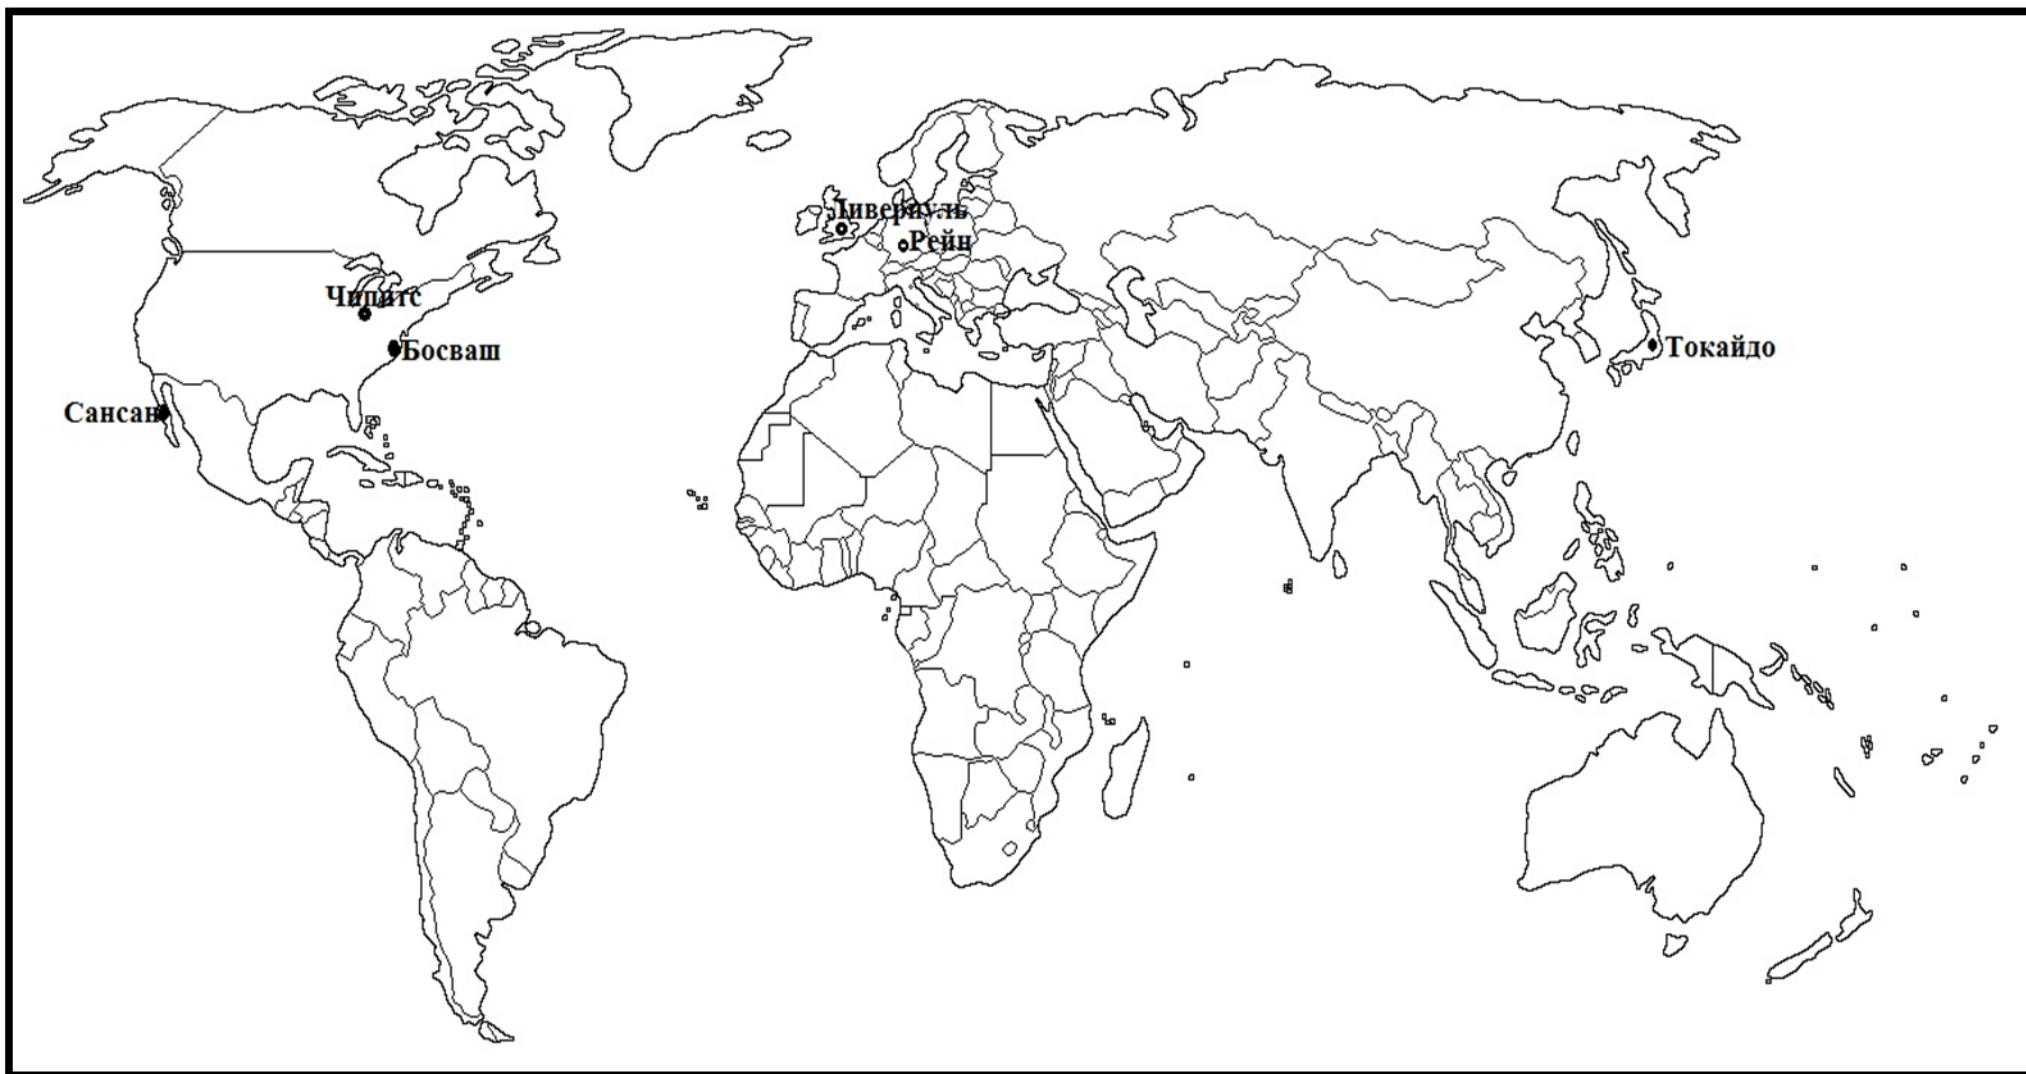 Ливерпуль
Рейн
Чипитс
Босваш
Токайдо
Сансан